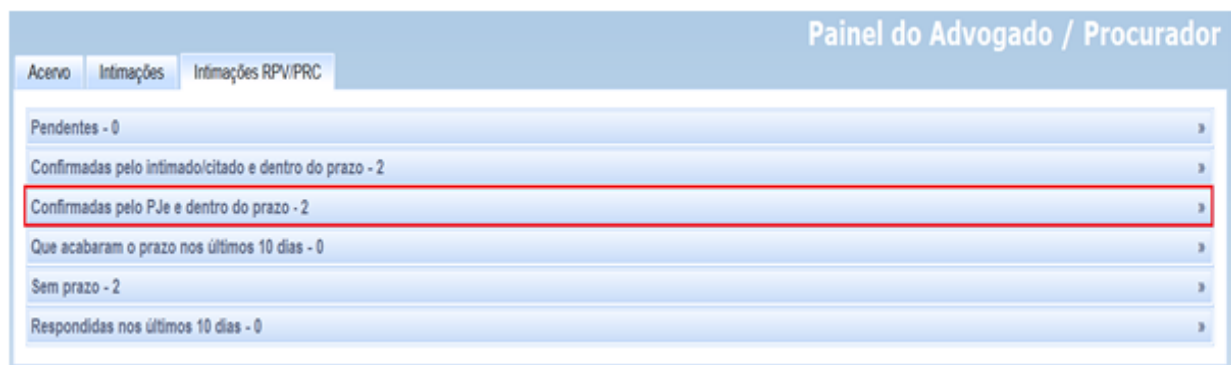 Painel do Advogado / Procurador
Acervo Intimações Intimações RPV/PRC
Pendentes - 0
Confirmadas pelo intimado/citado e dentro do prazo - 2
Confirmadas pelo PJe e dentro do prazo - 2
Que acabaram o prazo nos últimos 10 dias - 0
Sem prazo - 2
Respondidas nos últimos 10 dias - 0